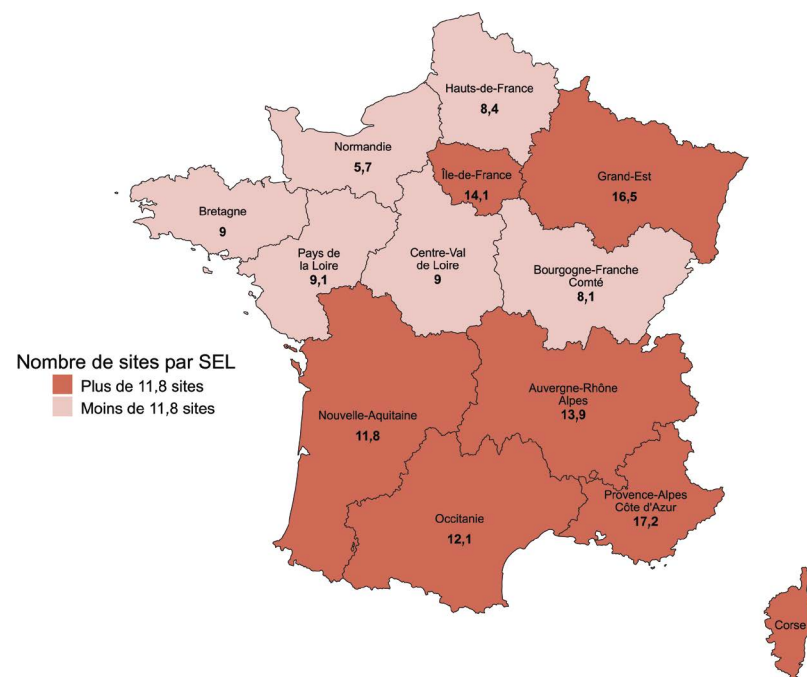 Hauts-de-France
8,4
Normandie
5,7
Île-de-France
14,1
Grand-Est
16,5
Bretagne
9
Pays de
la Loire
9,1
Centre-Val
de Loire
9
Bourgogne-Franche
Comté
8,1
Nombre de sites par SEL
Plus de 11,8 sites
Moins de 11,8 sites
Nouvelle-Aquitaine
11,8
Auvergne-Rhône
Alpes
13,9
Occitanie
12,1
Provence-Alpes
Côte d'Azur
17,2
Corse